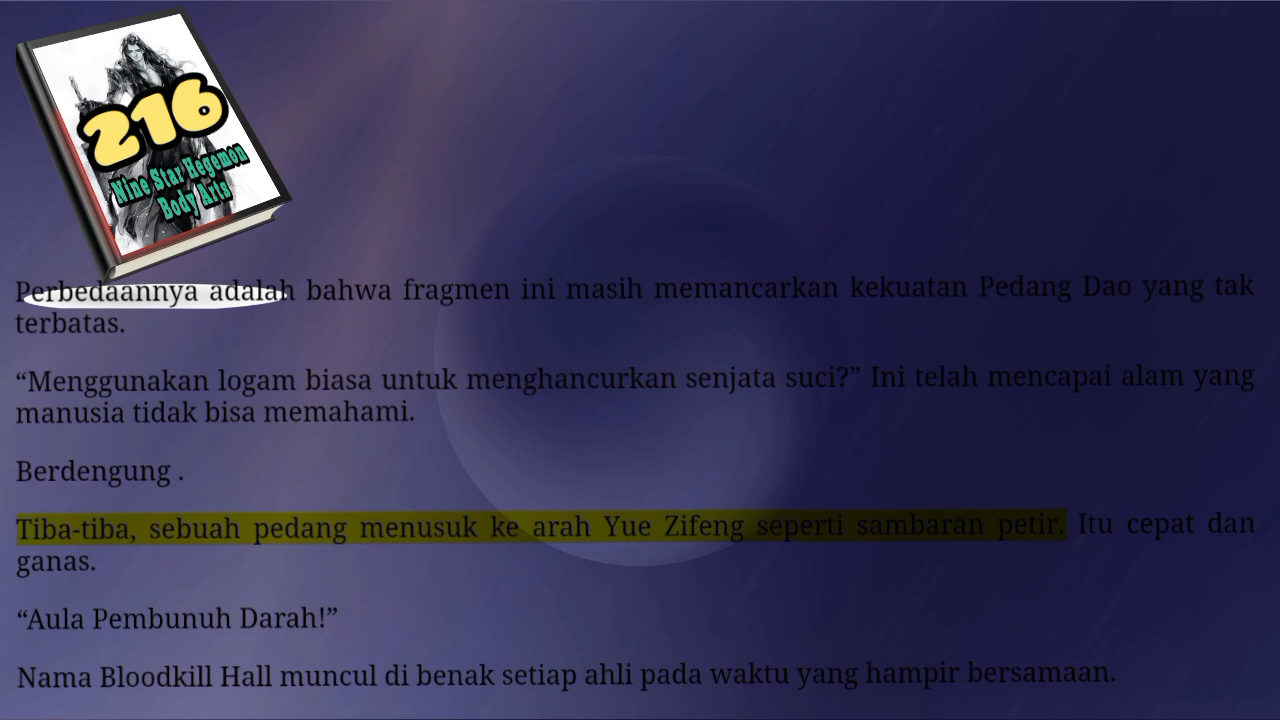 216
Nine Star Hegemon
Body Arts
Perbedaannya adalah bahwa fragmen ini masih memancarkan kekuatan Pedang Dao yang tak
terbatas.
“Menggunakan logam biasa untuk menghancurkan senjata suci?” Ini telah mencapai alam yang
manusia tidak bisa memahami.
Berdengung .
Tiba-tiba, sebuah pedang menusuk ke arah Yue Zifeng seperti sambaran petir. Itu cepat dan
ganas.
“Aula Pembunuh Darah!”
Nama Bloodkill Hall muncul di benak setiap ahli pada waktu yang hampir bersamaan.